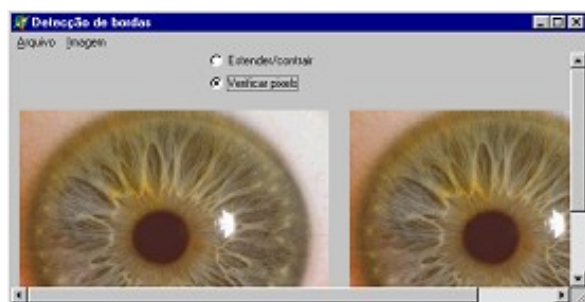 Detecção de bordas
Arquivo Imagem
Estender/contrair
Verificar pixels